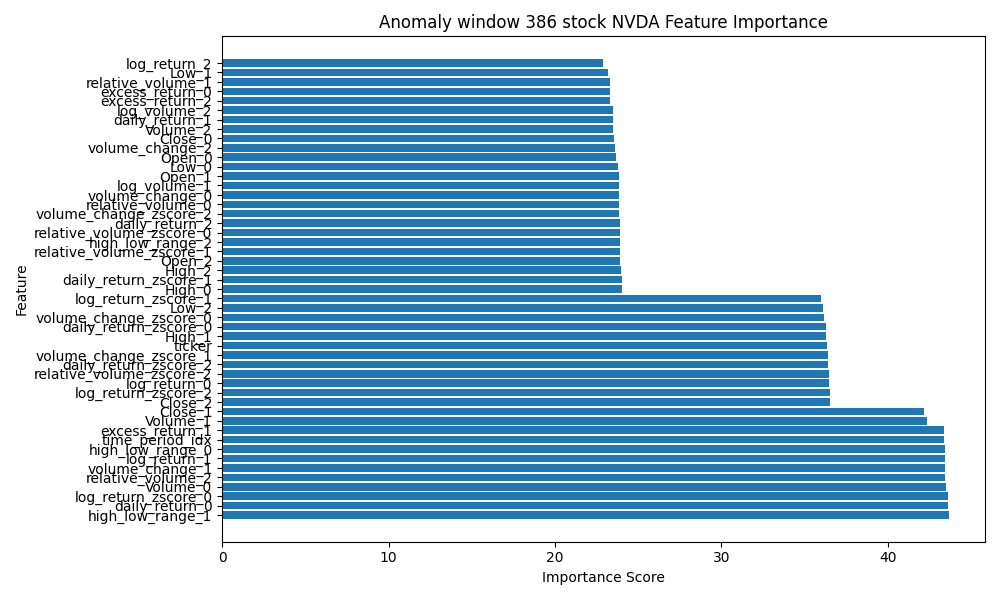 Anomaly window 386 stock NVDA Feature Importance
log_return_2
Low_1
relative_volume_1
excess_return_0
excess_return_2
log_volume_2
daily_return_1
Volume_2
Close_0
volume_change_2
Open_0
Low_0
Open_1
log_volume_1
volume_change_0
relative_volume_0
volume_change_zscore_2
daily_return_2
relative_volume_zscore_0
high_low_range_2
relative_volume_zscore_1
Open_2
High_2
daily_return_zscore_1
High_0
log_return_zscore_1
Low_2
volume_change_zscore_0
daily_return_zscore_0
High_1
ticker
volume_change_zscore_1
daily_return_zscore_2
relative_volume_zscore_2
log_return_0
log_return_zscore_2
Close_2
Close_1
Volume_1
excess_return_1
time_period_idx
high_low_range_0
log_return_1
volume_change_1
relative_volume_2
Volume_0
log_return_zscore_0
daily_return_0
high_low_range_1
Feature
0 10 20 30 40
Importance Score